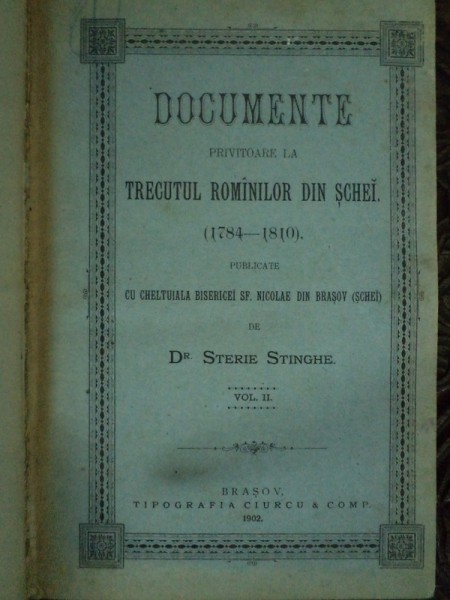 DOCUMENTE
PRIVITOARE LA
TRECUTUL ROMÎNILOR DIN ȘCHEĬ.
(1784—1810).
PUBLICATE
CU CHELTUIALA BISERICEĬ SF. NICOLAE DIN BRAȘOV (ȘCHEĬ)
DE
DR. STERIE STINGHE.
VOL. II.
BRAȘOV,
TIPOGRAFIA CIURCU & COMP.
1902.